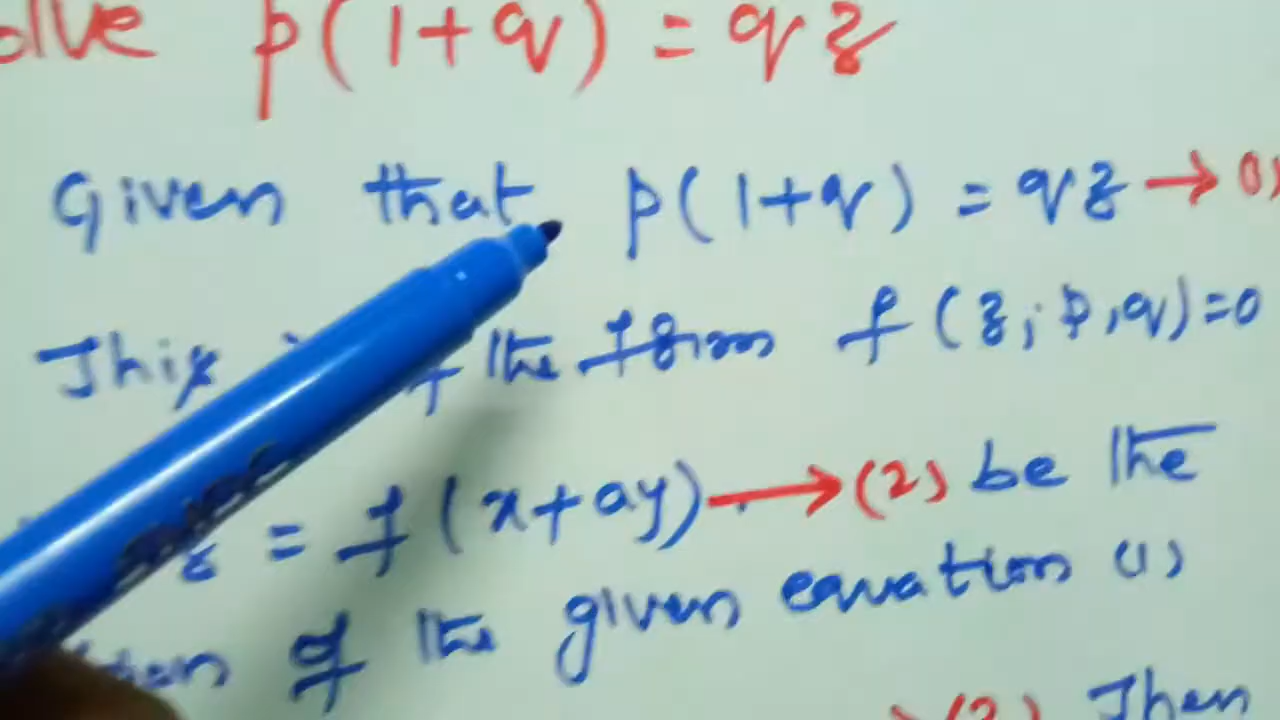 p(1+q) = qz
Given that p(1+q) = qz → (1)
This the form f(z, p, q)=0
z = f(x+ay) → (2) be the
of the given equation (1)
(2) Then